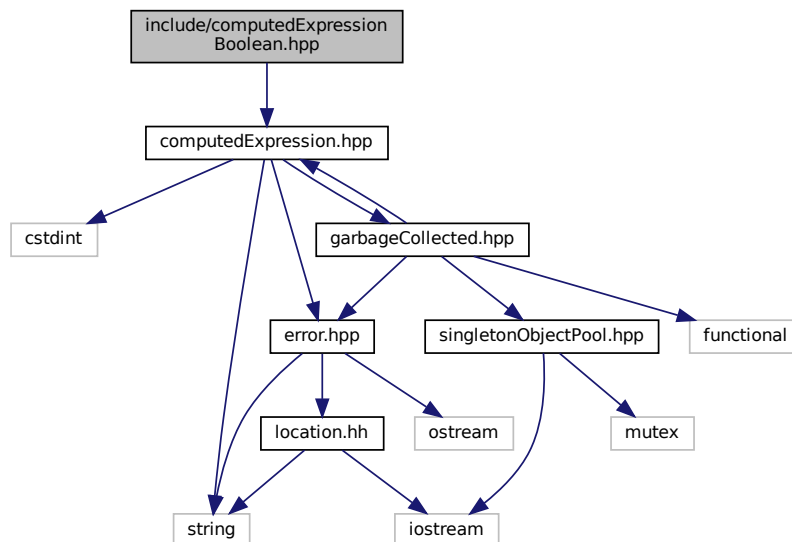 include/computedExpression
Boolean.hpp
computedExpression.hpp
cstdint
garbageCollected.hpp
error.hpp
singletonObjectPool.hpp
functional
location.hh
ostream
mutex
string
iostream